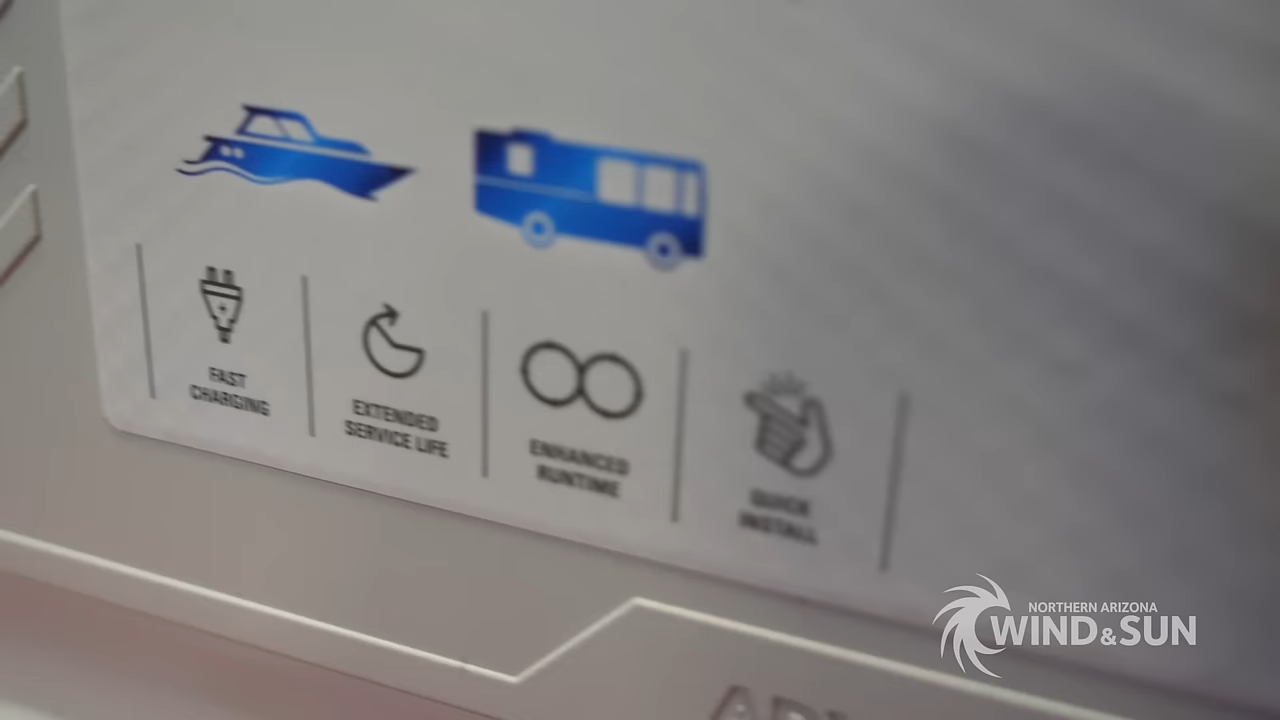 FAST
CHARGING
EXTENDED
SERVICE LIFE
ENHANCED
RUNTIME
QUICK
INSTALL
NORTHERN ARIZONA
WIND & SUN